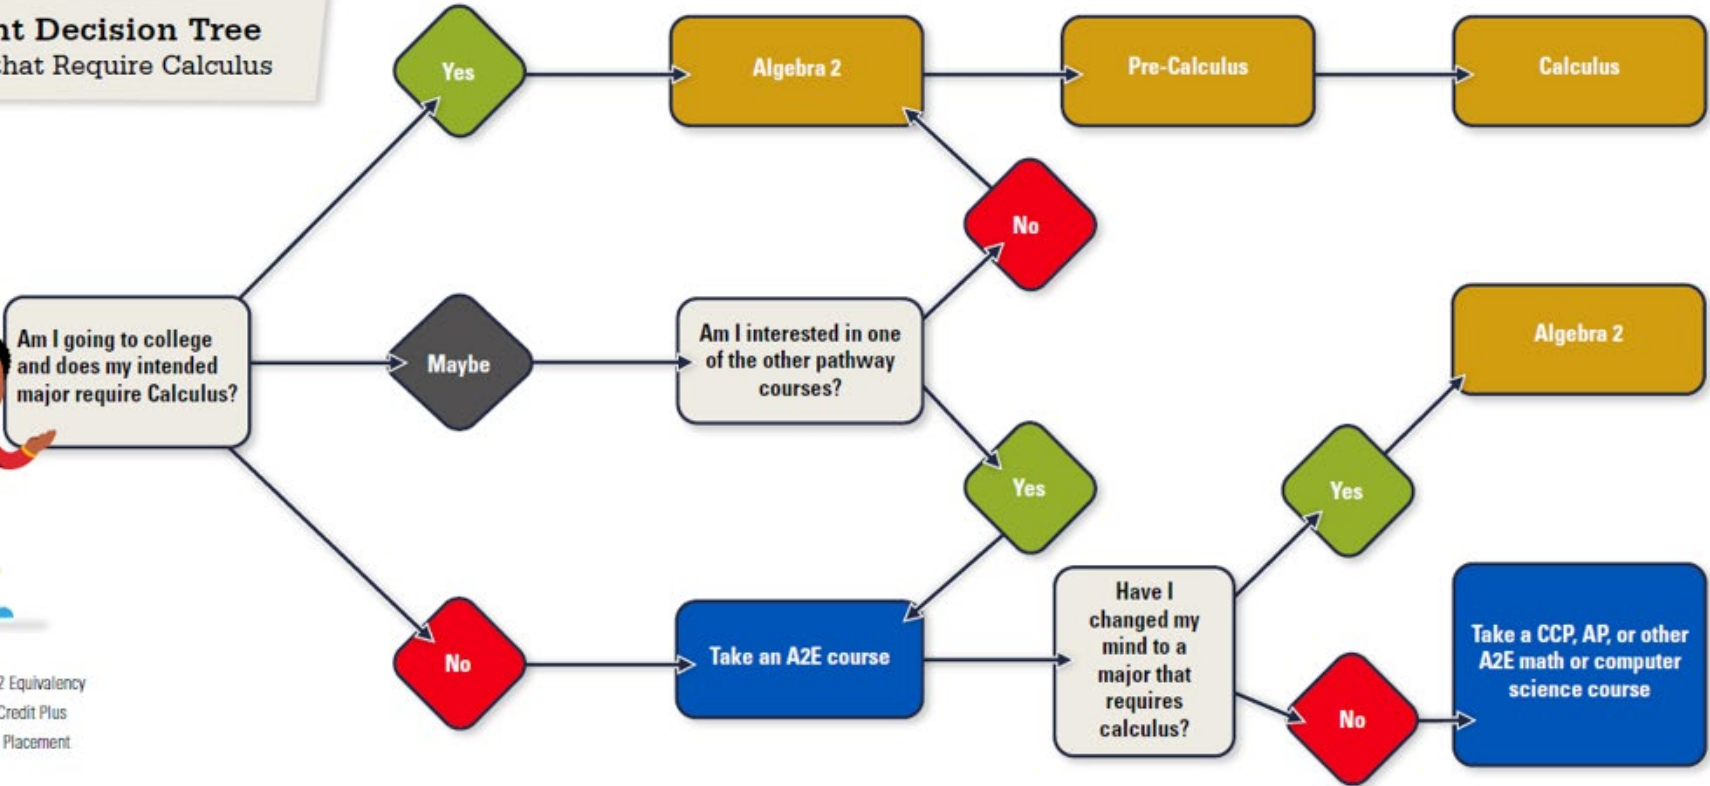 nt Decision Tree
that Require Calculus
Yes
Algebra 2
Pre-Calculus
Calculus
No
Am I going to college
and does my intended
major require Calculus?
Maybe
Am I interested in one
of the other pathway
courses?
Algebra 2
Yes
Yes
No
Take an A2E course
Have I
changed my
mind to a
major that
requires
calculus?
No
Take a CCP, AP, or other
A2E math or computer
science course
2 Equivalency
Credit Plus
Placement